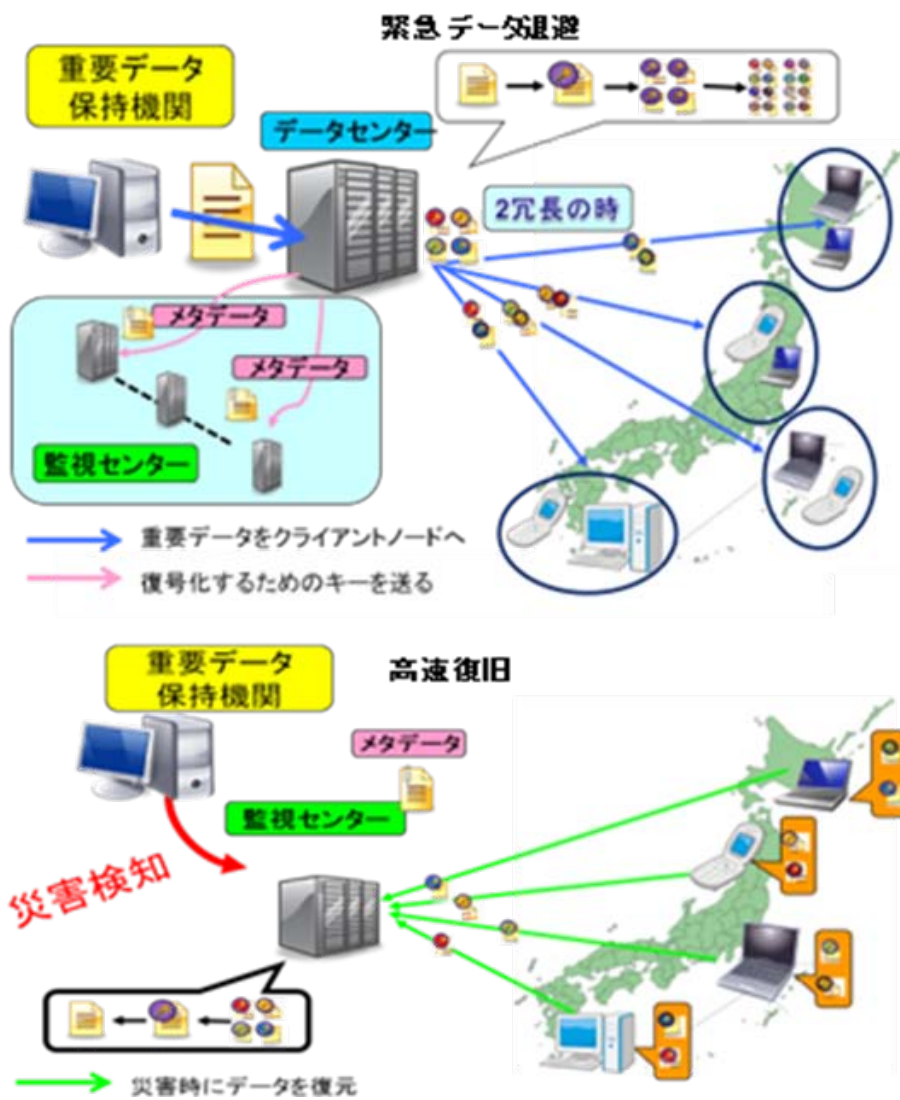 緊急データ退避
重要データ
保持機関
データセンター
2冗長の時
メタデータ
メタデータ
監視センター
重要データをクライアントノードへ
復号化するためのキーを送る
重要データ
保持機関
高速復旧
メタデータ
監視センター
災害検知
災害時にデータを復元